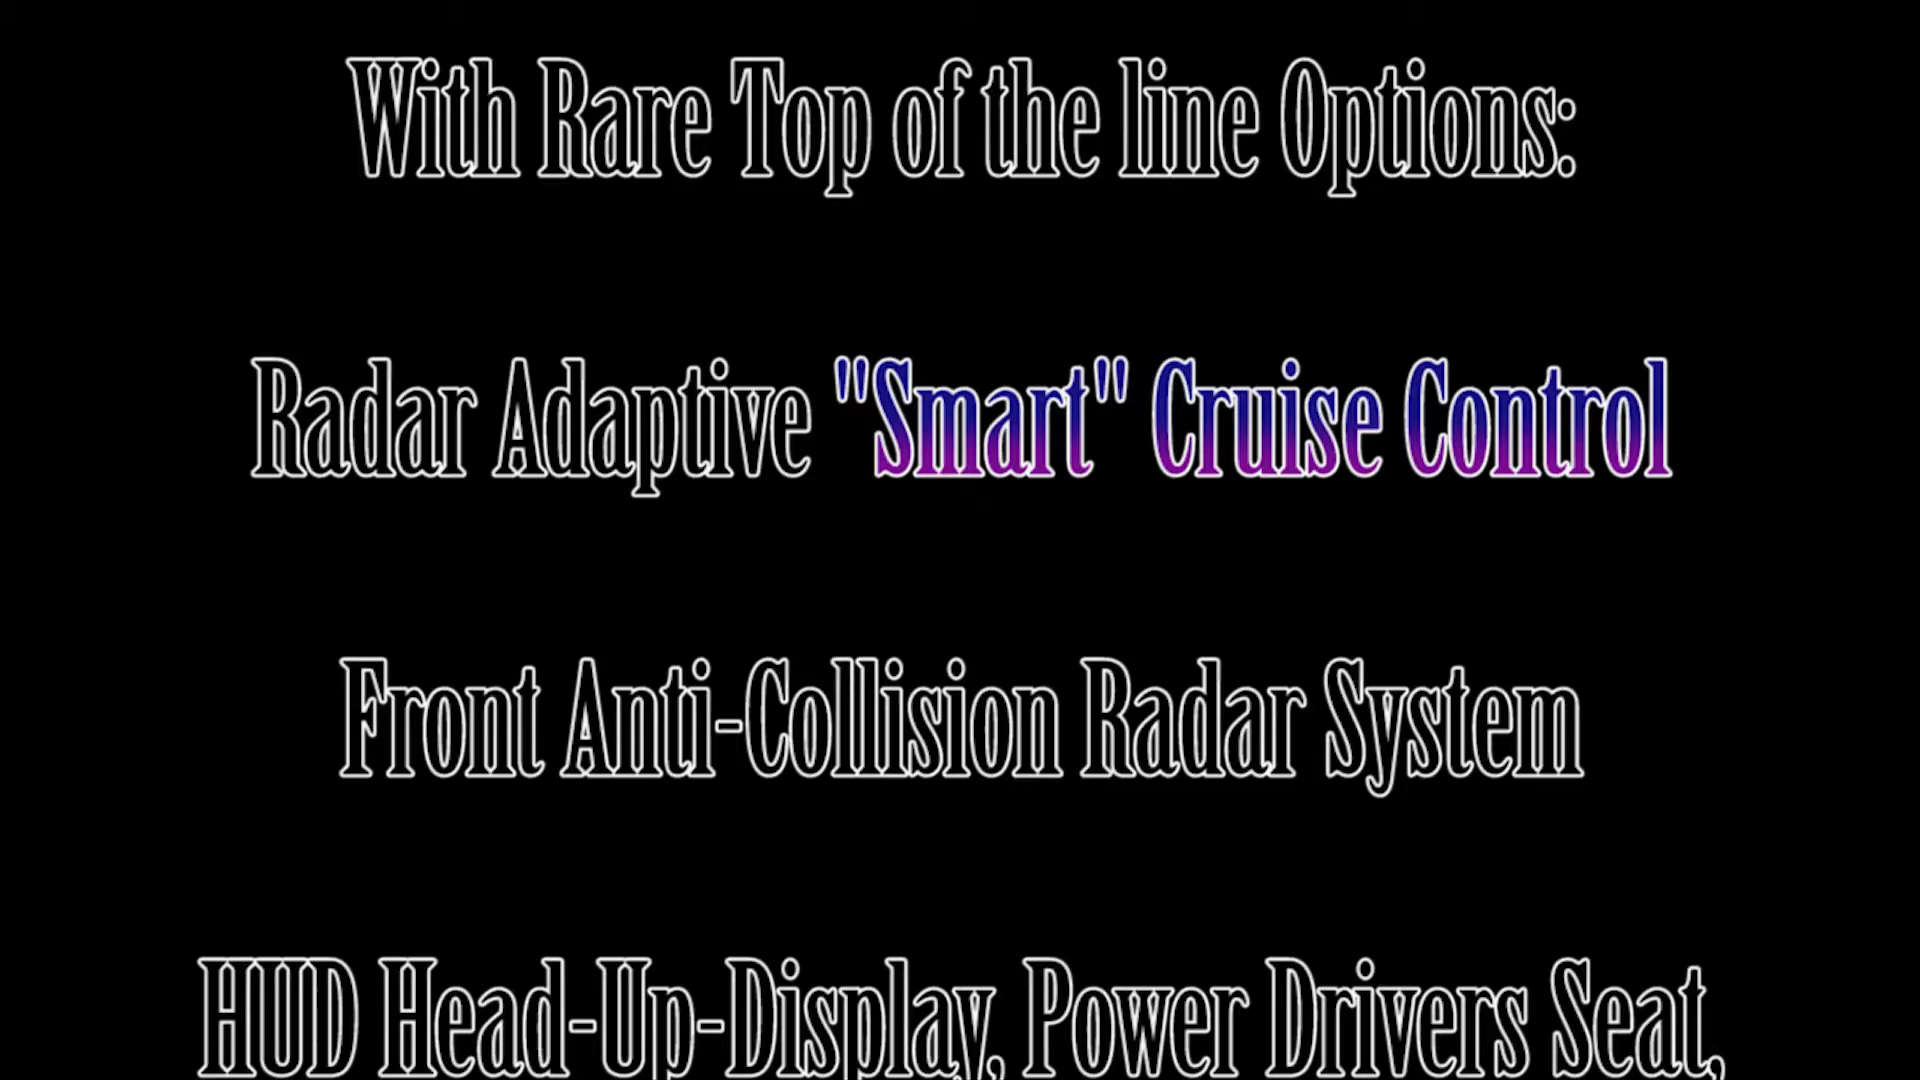 With Rare Top of the line Options:
Radar Adaptive "Smart" Cruise Control
Front Anti-Collision Radar System
HUD Head-Up-Display, Power Drivers Seat,